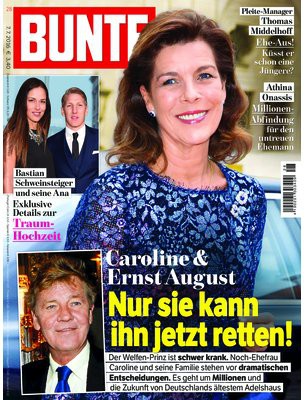 28
7.7.2016 € 3,40
BUNTE
Pleite-Manager
Thomas
Middelhoff
Ehe-Aus!
Küsst er
schon eine
Jüngere?
Athina
Onassis
Millionen-
Abfindung
für den
untreuen
Ehemann
Bastian
Schweinsteiger
und seine Ana
Exklusive
Details zur
Traum-
Hochzeit
Caroline &
Ernst August
Nur sie kann
ihn jetzt retten!
Der Welfen-Prinz ist schwer krank. Noch-Ehefrau
Caroline und seine Familie stehen vor dramatischen
Entscheidungen. Es geht um Millionen und
die Zukunft von Deutschlands ältestem Adelshaus